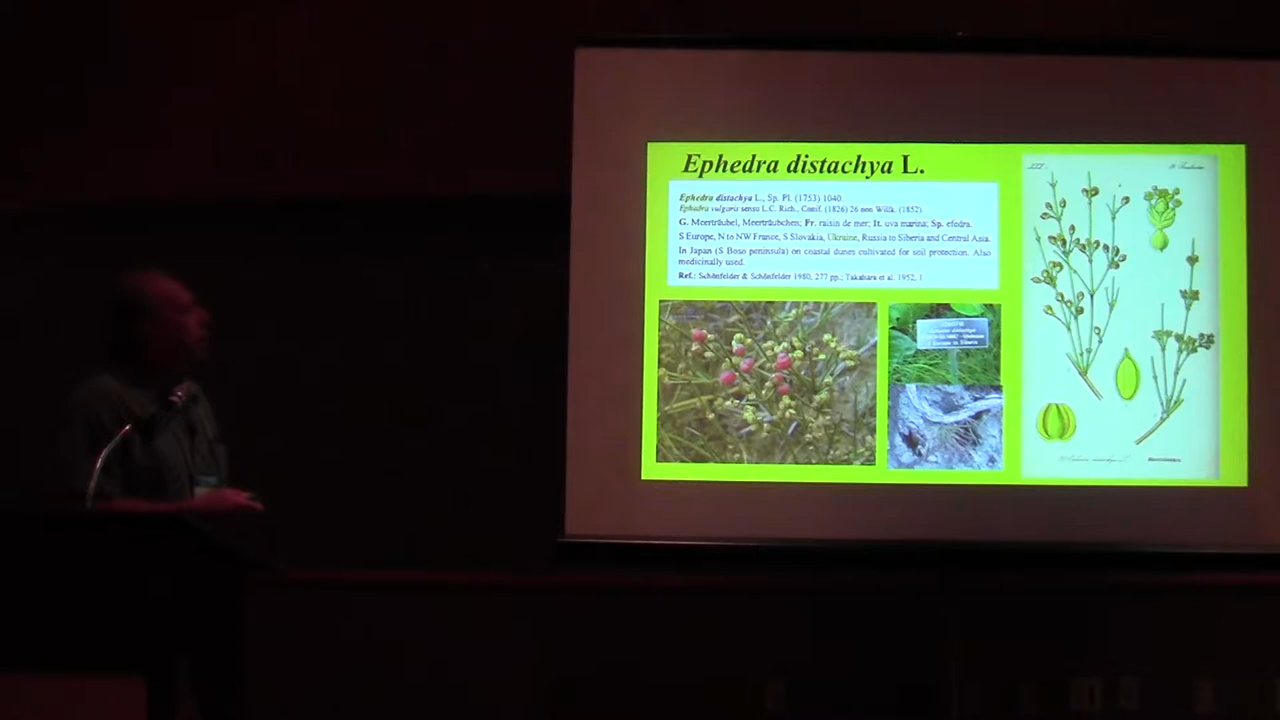 Ephedra distachya L.
Ephedra distachya L., Sp. Pl. (1753) 1040.
Ephedra vulgaris sensu L.C. Rich., Conif. (1826) 26 non Willk. (1852).
G. Meerträubel, Meerträubchen; Fr. raisin de mer; It. uva marina; Sp. efedra.
S Europe, N to NW France, S Slovakia, Ukraine, Russia to Siberia and Central Asia.
In Japan (S Boso peninsula) on coastal dunes cultivated for soil protection. Also
medicinally used.
Ref.: Schönfelder & Schönfelder 1980, 277 pp.; Takahara et al. 1952, 1.